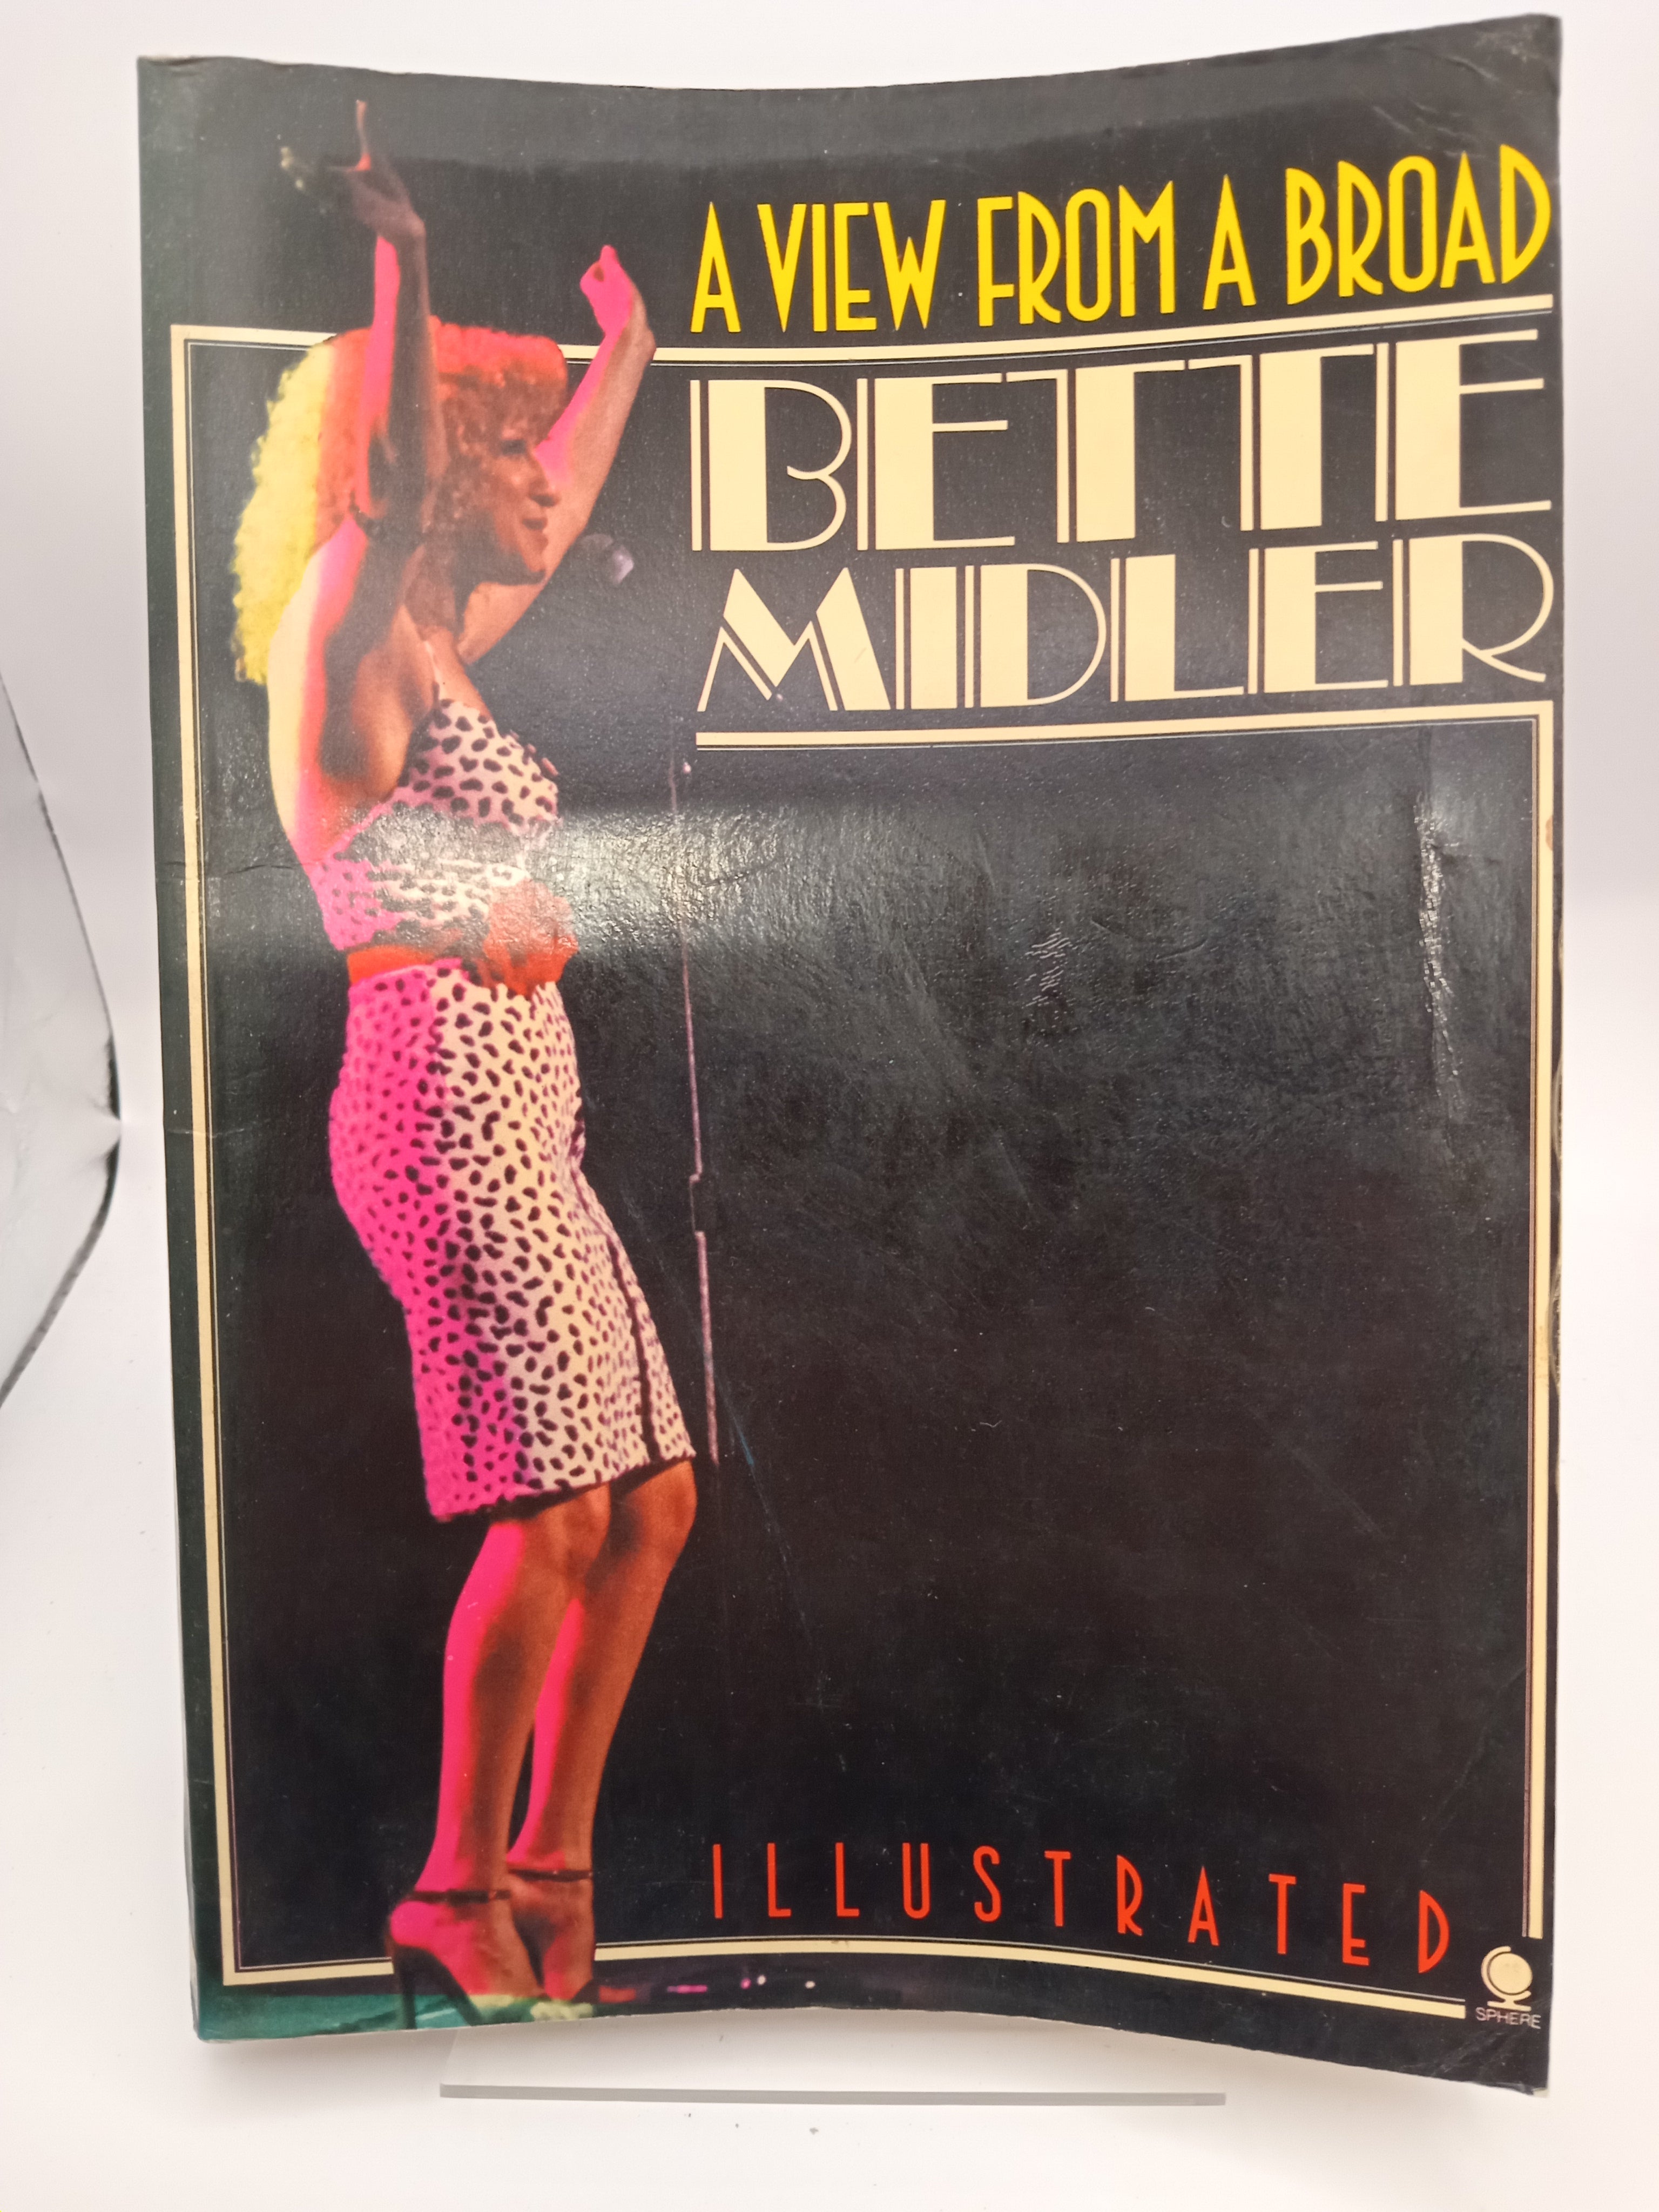 A VIEW FROM A BROAD
BETTE
MIDLER
ILLUSTRATED
SPHERE